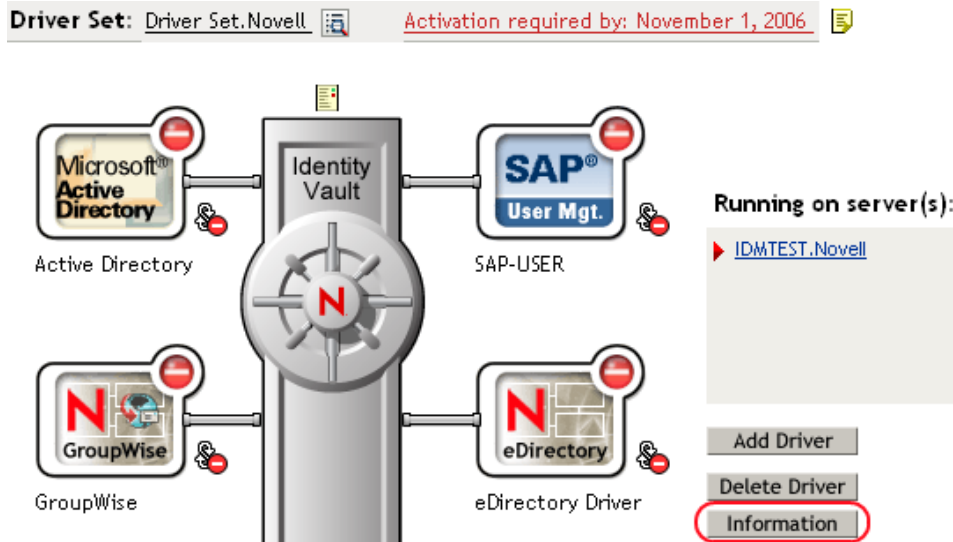 Driver Set: Driver Set.Novell Activation required by: November 1, 2006
Identity
Vault
Microsoft®
Active
Directory
Active Directory
SAP®
User Mgt.
SAP-USER
Running on server(s):
IDMTEST.Novell
N
N
GroupWise
GroupWise
N
eDirectory
eDirectory Driver
Add Driver
Delete Driver
Information